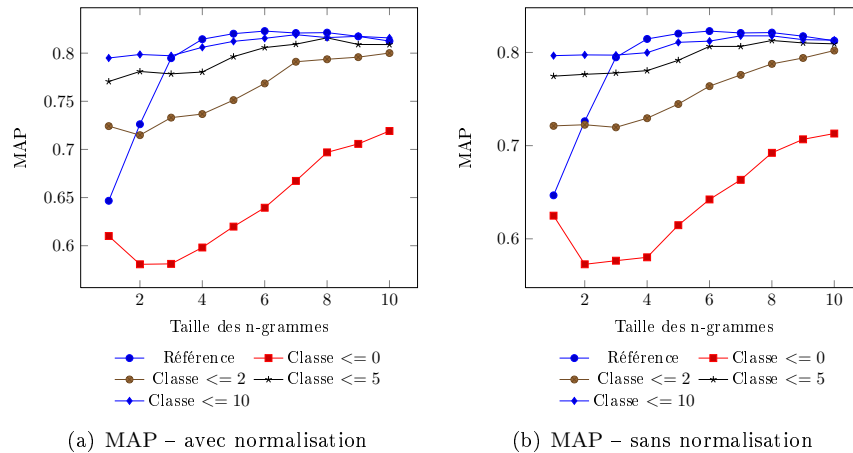 0.8
0.75
0.7
0.65
0.6
MAP
2 4 6 8 10
Taille des n-grammes
Référence Classe <= 0
Classe <= 2 Classe <= 5
Classe <= 10
(a) MAP – avec normalisation
0.8
0.7
0.6
MAP
2 4 6 8 10
Taille des n-grammes
Référence Classe <= 0
Classe <= 2 Classe <= 5
Classe <= 10
(b) MAP – sans normalisation